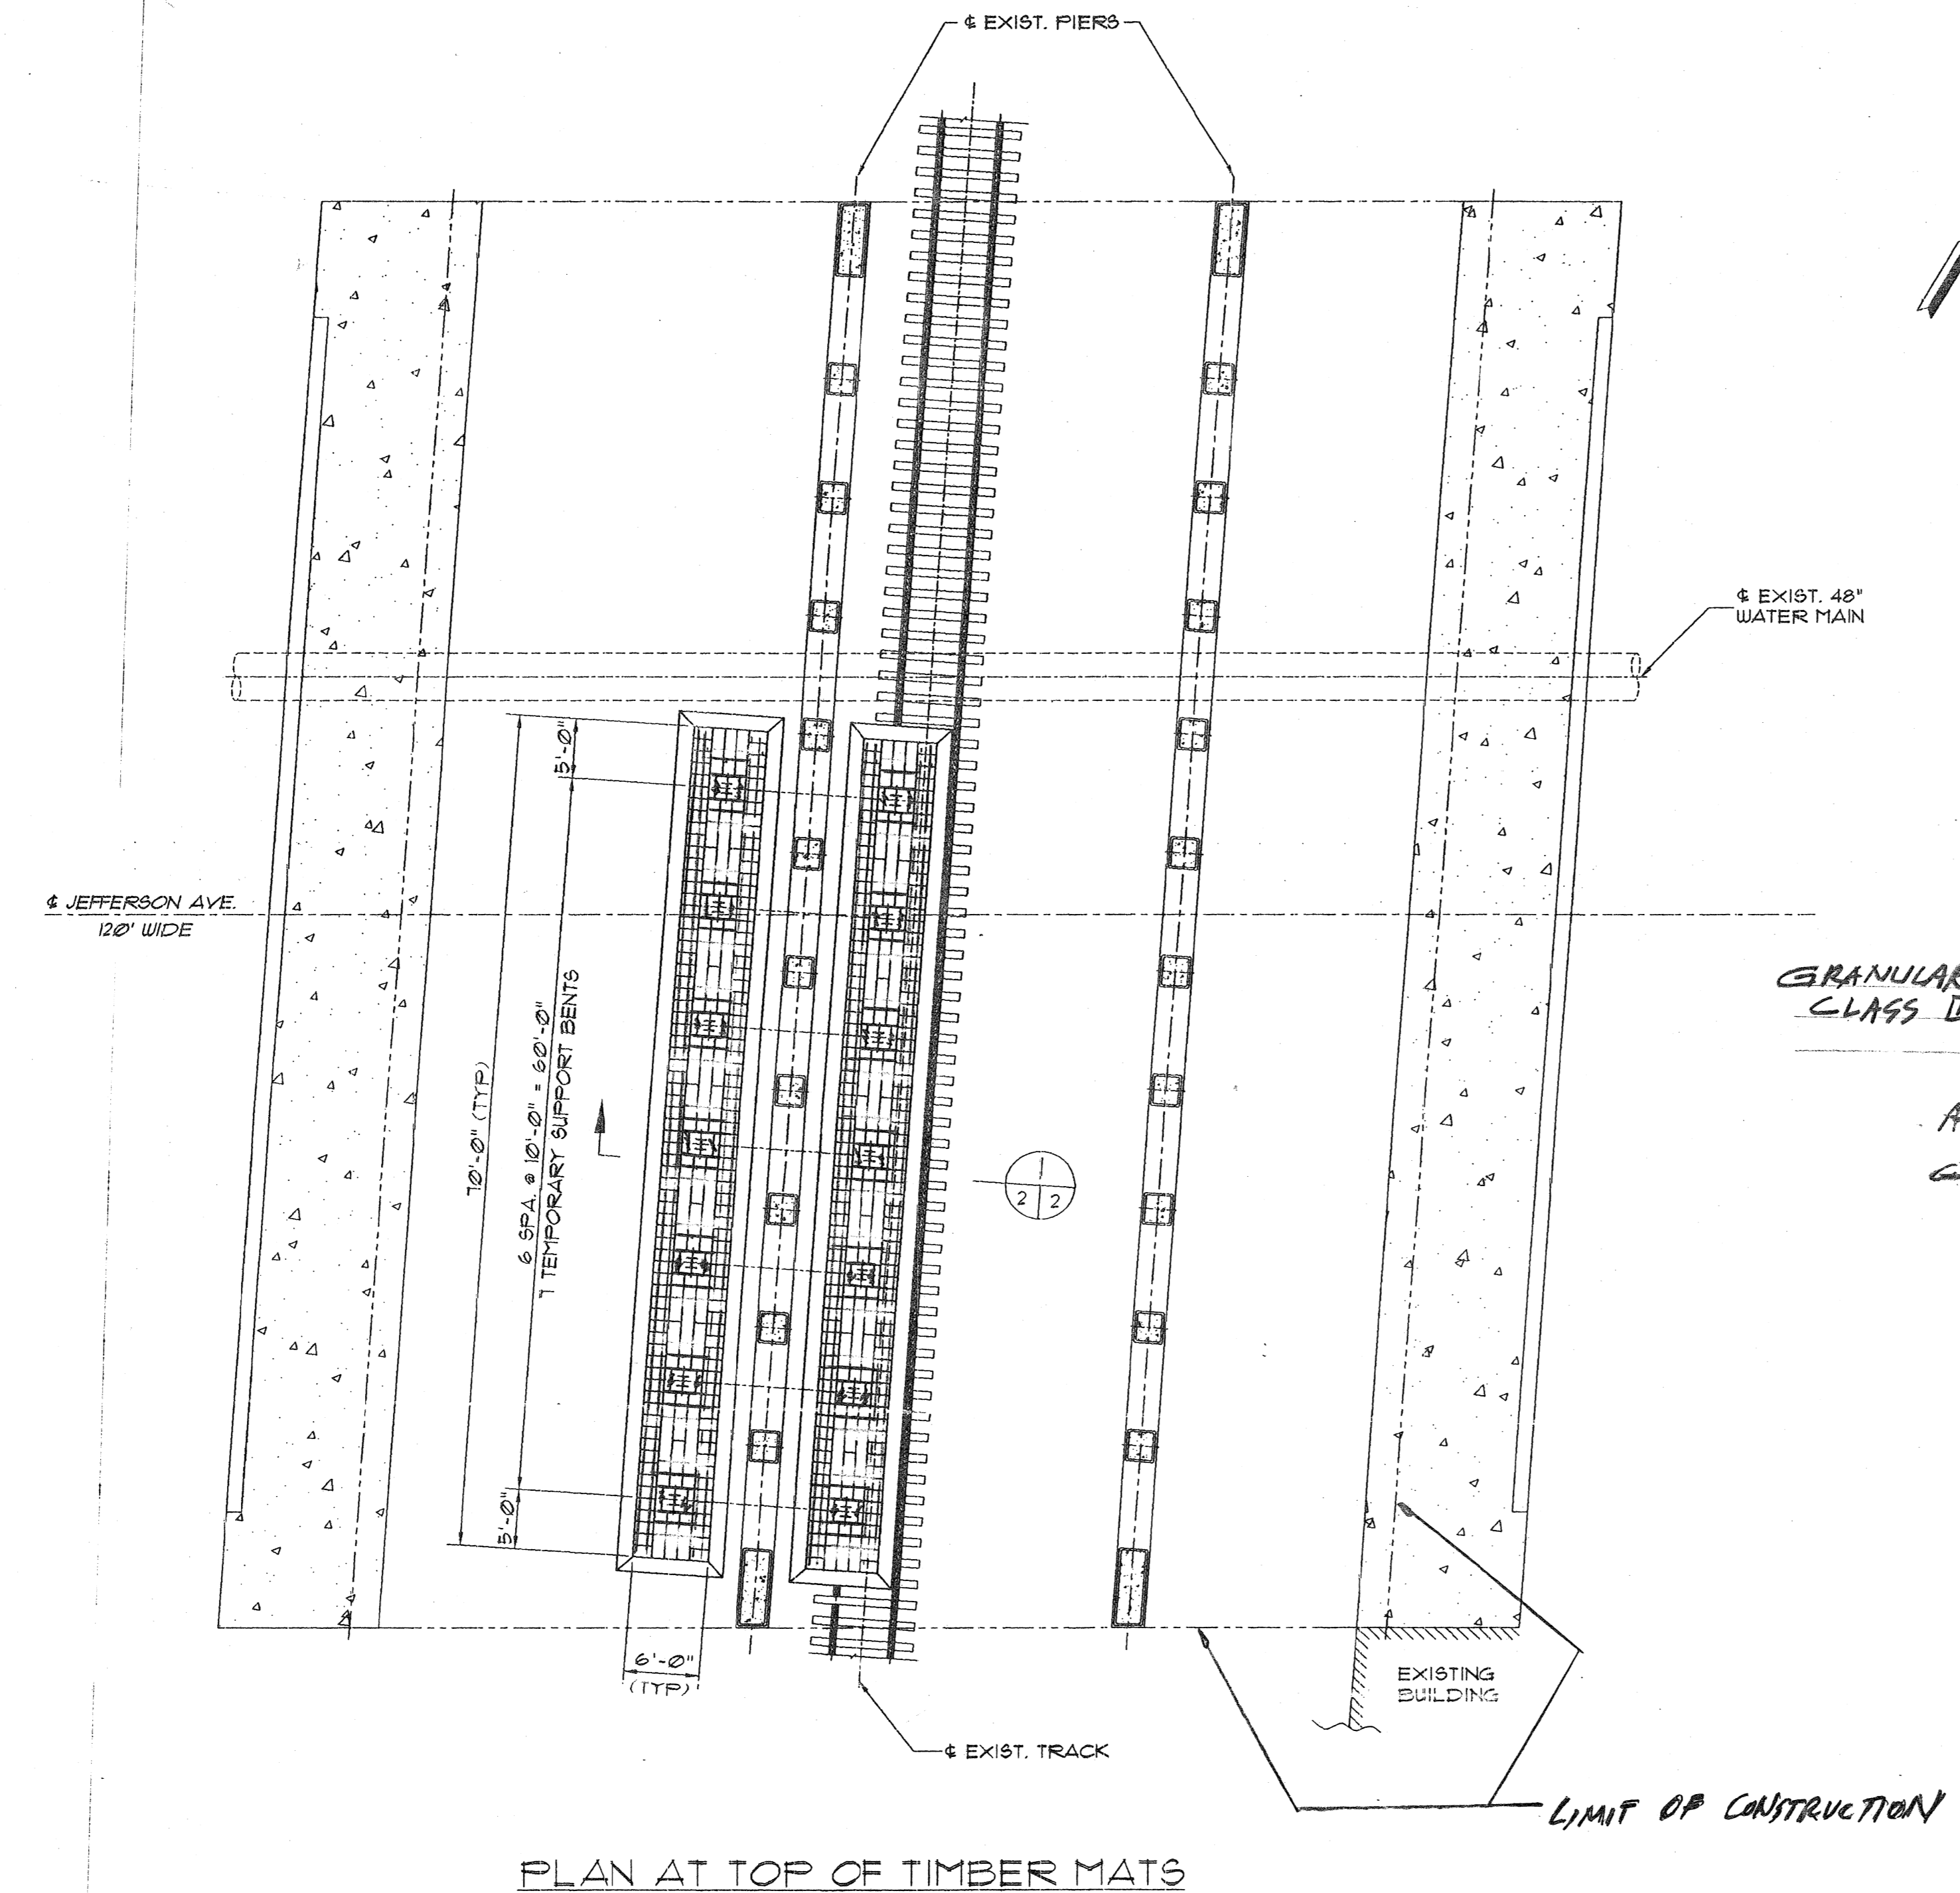 ℄ EXIST. PIERS
℄ EXIST. 48"
WATER MAIN
5'-0"
℄ JEFFERSON AVE.
120' WIDE
70'-0" (TYP)
6 SPA. @ 10'-0" = 60'-0"
7 TEMPORARY SUPPORT BENTS
GRANULAR
CLASS
1
2 2
5'-0"
6'-0"
(TYP)
EXISTING
BUILDING
℄ EXIST. TRACK
LIMIT OF CONSTRUCTION
PLAN AT TOP OF TIMBER MATS